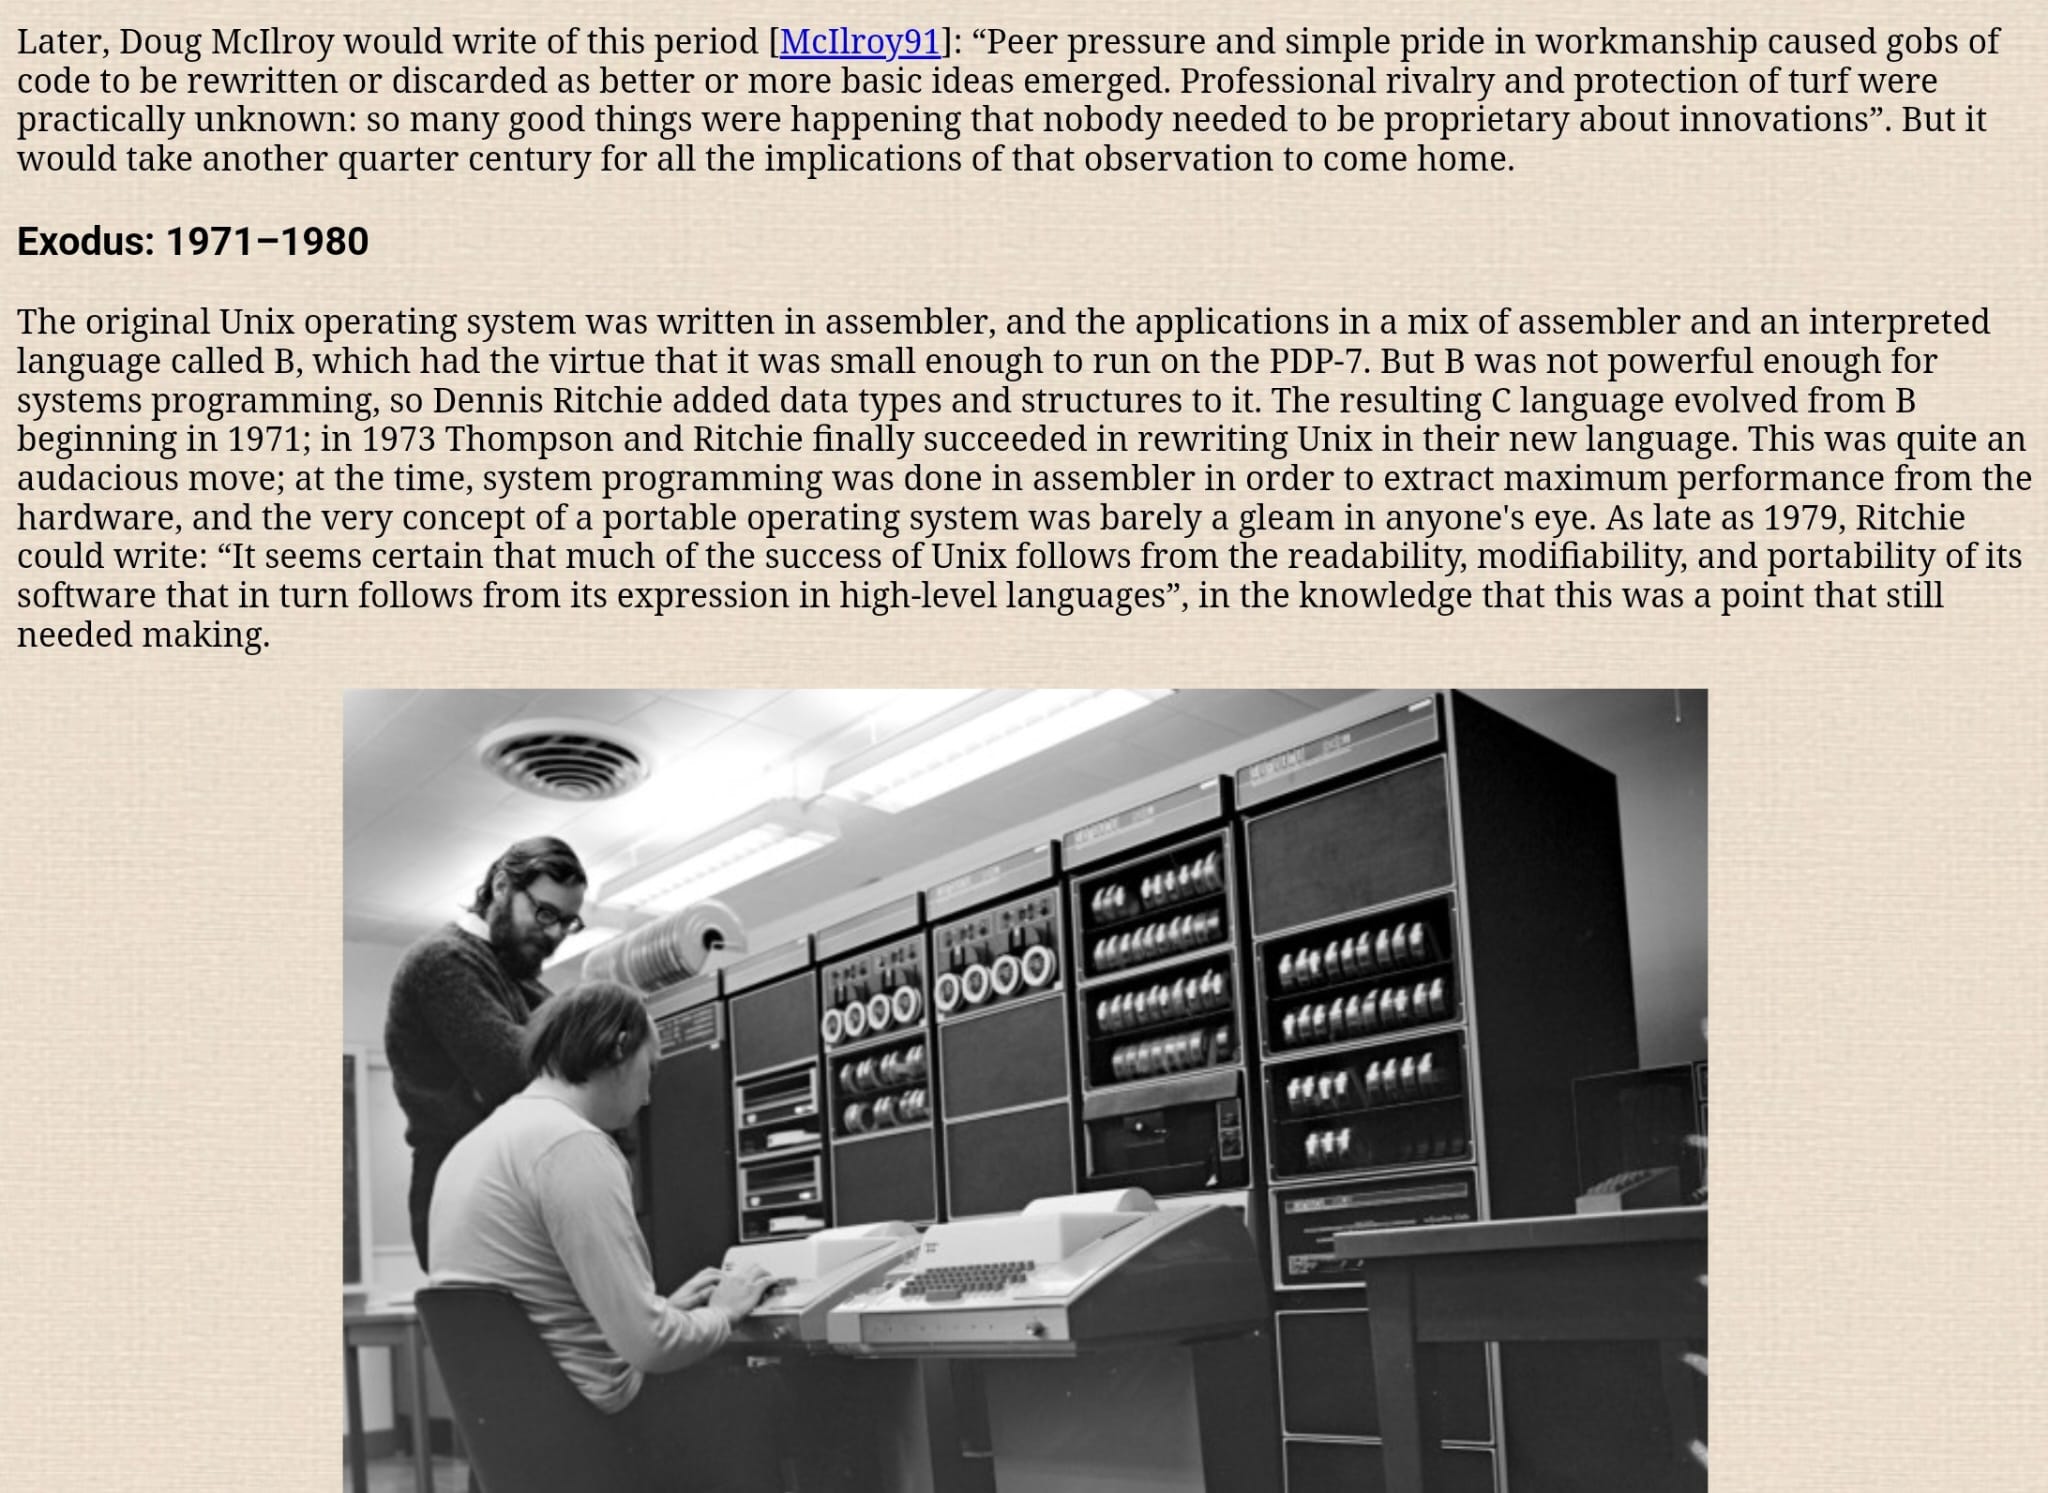 Later, Doug McIlroy would write of this period [McIlroy91]: “Peer pressure and simple pride in workmanship caused gobs of
code to be rewritten or discarded as better or more basic ideas emerged. Professional rivalry and protection of turf were
practically unknown: so many good things were happening that nobody needed to be proprietary about innovations”. But it
would take another quarter century for all the implications of that observation to come home.
Exodus: 1971–1980
The original Unix operating system was written in assembler, and the applications in a mix of assembler and an interpreted
language called B, which had the virtue that it was small enough to run on the PDP-7. But B was not powerful enough for
systems programming, so Dennis Ritchie added data types and structures to it. The resulting C language evolved from B
beginning in 1971; in 1973 Thompson and Ritchie finally succeeded in rewriting Unix in their new language. This was quite an
audacious move; at the time, system programming was done in assembler in order to extract maximum performance from the
hardware, and the very concept of a portable operating system was barely a gleam in anyone's eye. As late as 1979, Ritchie
could write: “It seems certain that much of the success of Unix follows from the readability, modifiability, and portability of its
software that in turn follows from its expression in high-level languages”, in the knowledge that this was a point that still
needed making.